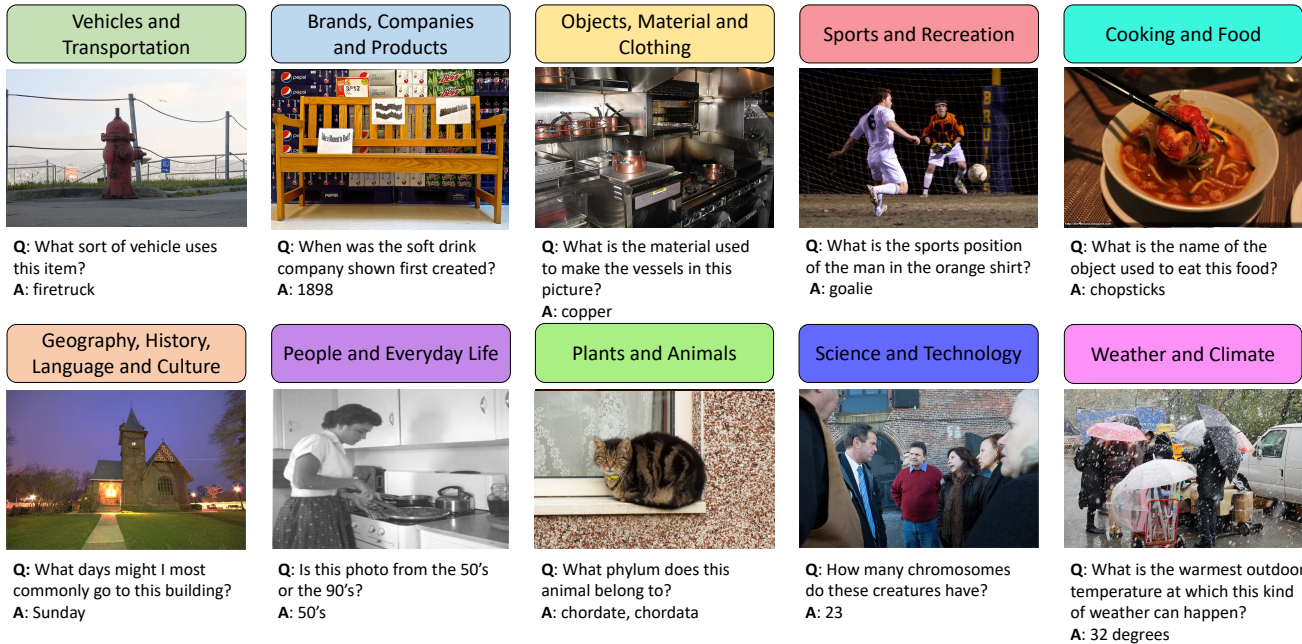 Vehicles and
Transportation
Brands, Companies
and Products
Objects, Material and
Clothing
Sports and Recreation
Cooking and Food
pepsi
PEPSI
6
BRU
Q: What sort of vehicle uses
this item?
A: firetruck
Q: When was the soft drink
company shown first created?
A: 1898
Q: What is the material used
to make the vessels in this
picture?
A: copper
Q: What is the sports position
of the man in the orange shirt?
A: goalie
Q: What is the name of the
object used to eat this food?
A: chopsticks
Geography, History,
Language and Culture
People and Everyday Life
Plants and Animals
Science and Technology
Weather and Climate
Q: What days might I most
commonly go to this building?
A: Sunday
Q: Is this photo from the 50’s
or the 90’s?
A: 50’s
Q: What phylum does this
animal belong to?
A: chordate, chordata
Q: How many chromosomes
do these creatures have?
A: 23
Q: What is the warmest outdoor
temperature at which this kind
of weather can happen?
A: 32 degrees